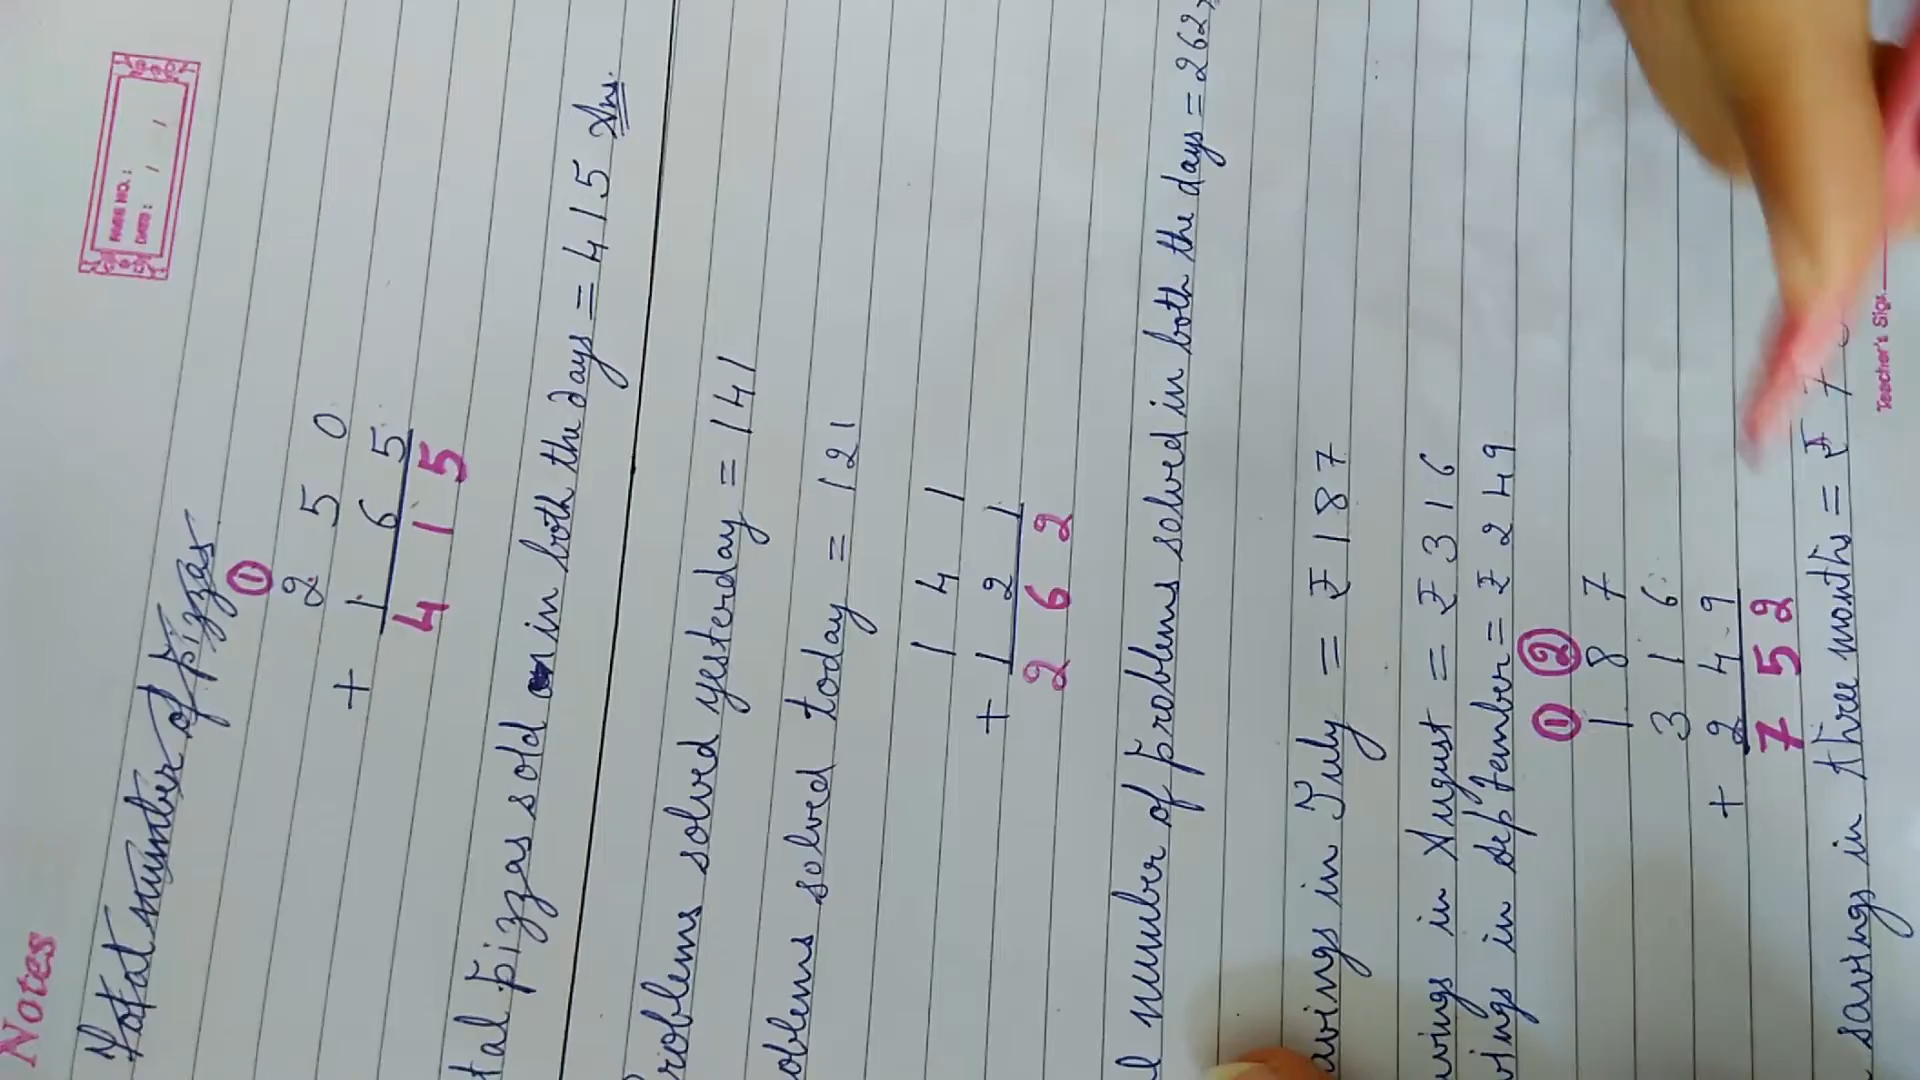 Notes
PAGE NO. :
DATE : / /
Total number of pizzas
①
2 5 0
+ 1 6 5
4 1 5
tal pizzas sold in both the days = 415 Ans.
roblems solved yesterday = 141
oblems solved today = 121
1 4 1
+ 1 2 1
2 6 2
l number of problems solved in both the days = 262
avings in July = ₹ 187
vings in August = ₹ 316
vings in september = ₹ 249
① ②
1 8 7
3 1 6
+ 2 4 9
7 5 2
savings in three months = ₹ 7
Teacher's Sign